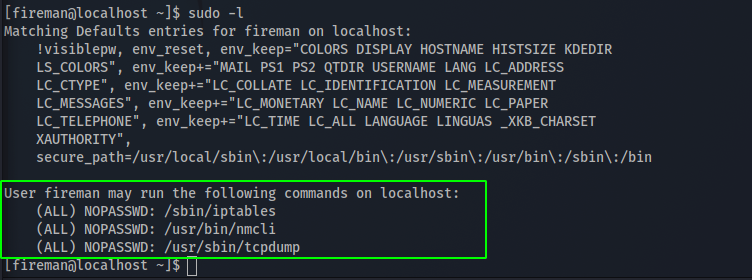 [fireman@localhost ~]$ sudo -l
Matching Defaults entries for fireman on localhost:
!visiblepw, env_reset, env_keep="COLORS DISPLAY HOSTNAME HISTSIZE KDEDIR
LS_COLORS", env_keep+="MAIL PS1 PS2 QTDIR USERNAME LANG LC_ADDRESS
LC_CTYPE", env_keep+="LC_COLLATE LC_IDENTIFICATION LC_MEASUREMENT
LC_MESSAGES", env_keep+="LC_MONETARY LC_NAME LC_NUMERIC LC_PAPER
LC_TELEPHONE", env_keep+="LC_TIME LC_ALL LANGUAGE LINGUAS _XKB_CHARSET
XAUTHORITY",
secure_path=/usr/local/sbin\:/usr/local/bin\:/usr/sbin\:/usr/bin\:/sbin\:/bin
User fireman may run the following commands on localhost:
(ALL) NOPASSWD: /sbin/iptables
(ALL) NOPASSWD: /usr/bin/nmcli
(ALL) NOPASSWD: /usr/sbin/tcpdump
[fireman@localhost ~]$